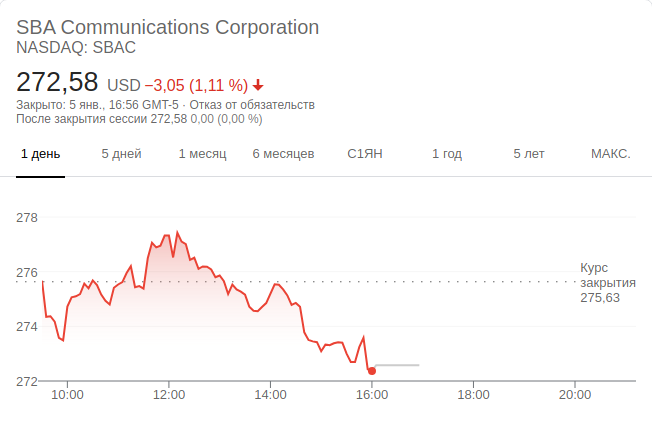 SBA Communications Corporation
NASDAQ: SBAC
272,58 USD −3,05 (1,11 %)
Закрыто: 5 янв., 16:56 GMT-5 · Отказ от обязательств
После закрытия сессии 272,58 0,00 (0,00 %)
1 день 5 дней 1 месяц 6 месяцев С1ЯН 1 год 5 лет МАКС.
278
276
Курс
закрытия
275,63
274
272
10:00 12:00 14:00 16:00 18:00 20:00